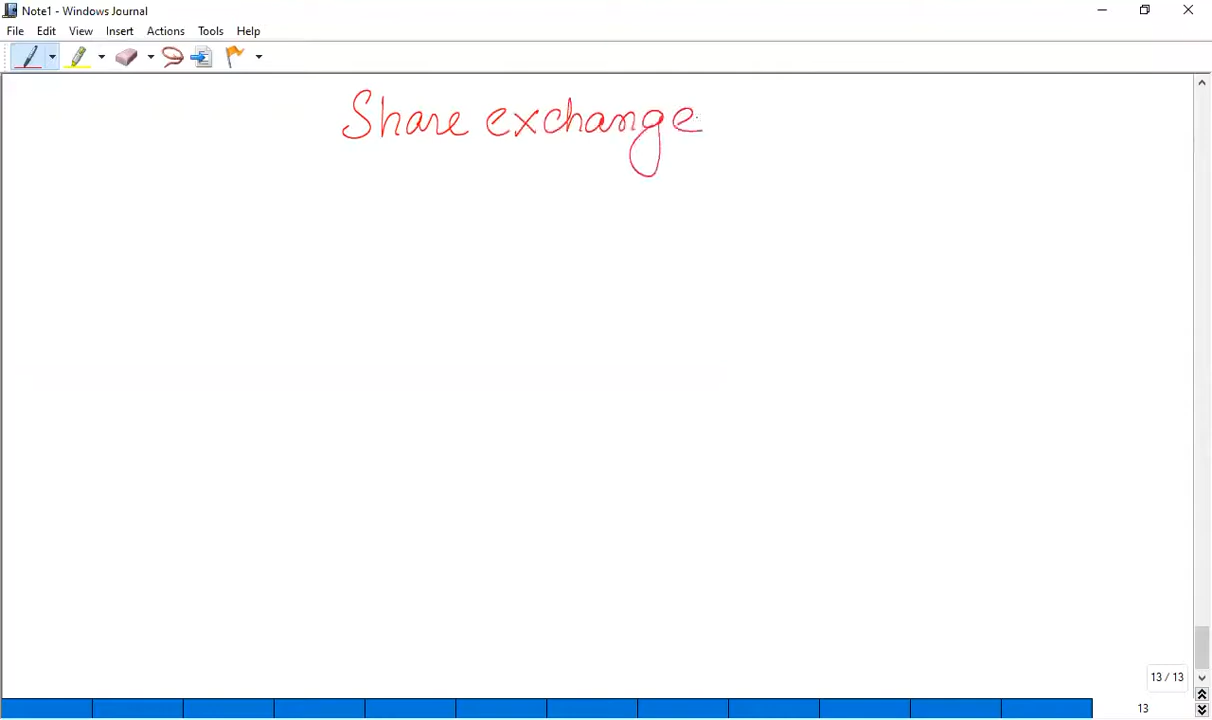 Note1 - Windows Journal
File Edit View Insert Actions Tools Help
Share exchange
13 / 13
13